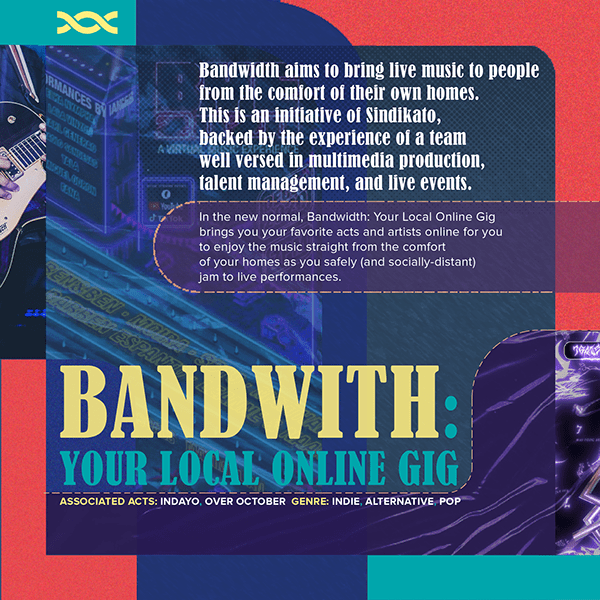 Bandwidth aims to bring live music to people
from the comfort of their own homes.
This is an initiative of Sindikato,
backed by the experience of a team
well versed in multimedia production,
talent management, and live events.
In the new normal, Bandwidth: Your Local Online Gig
brings you your favorite acts and artists online for you
to enjoy the music straight from the comfort
of your homes as you safely (and socially-distant)
jam to live performances.
BANDWITH:
YOUR LOCAL ONLINE GIG
ASSOCIATED ACTS: INDAYO, OVER OCTOBER GENRE: INDIE, ALTERNATIVE, POP